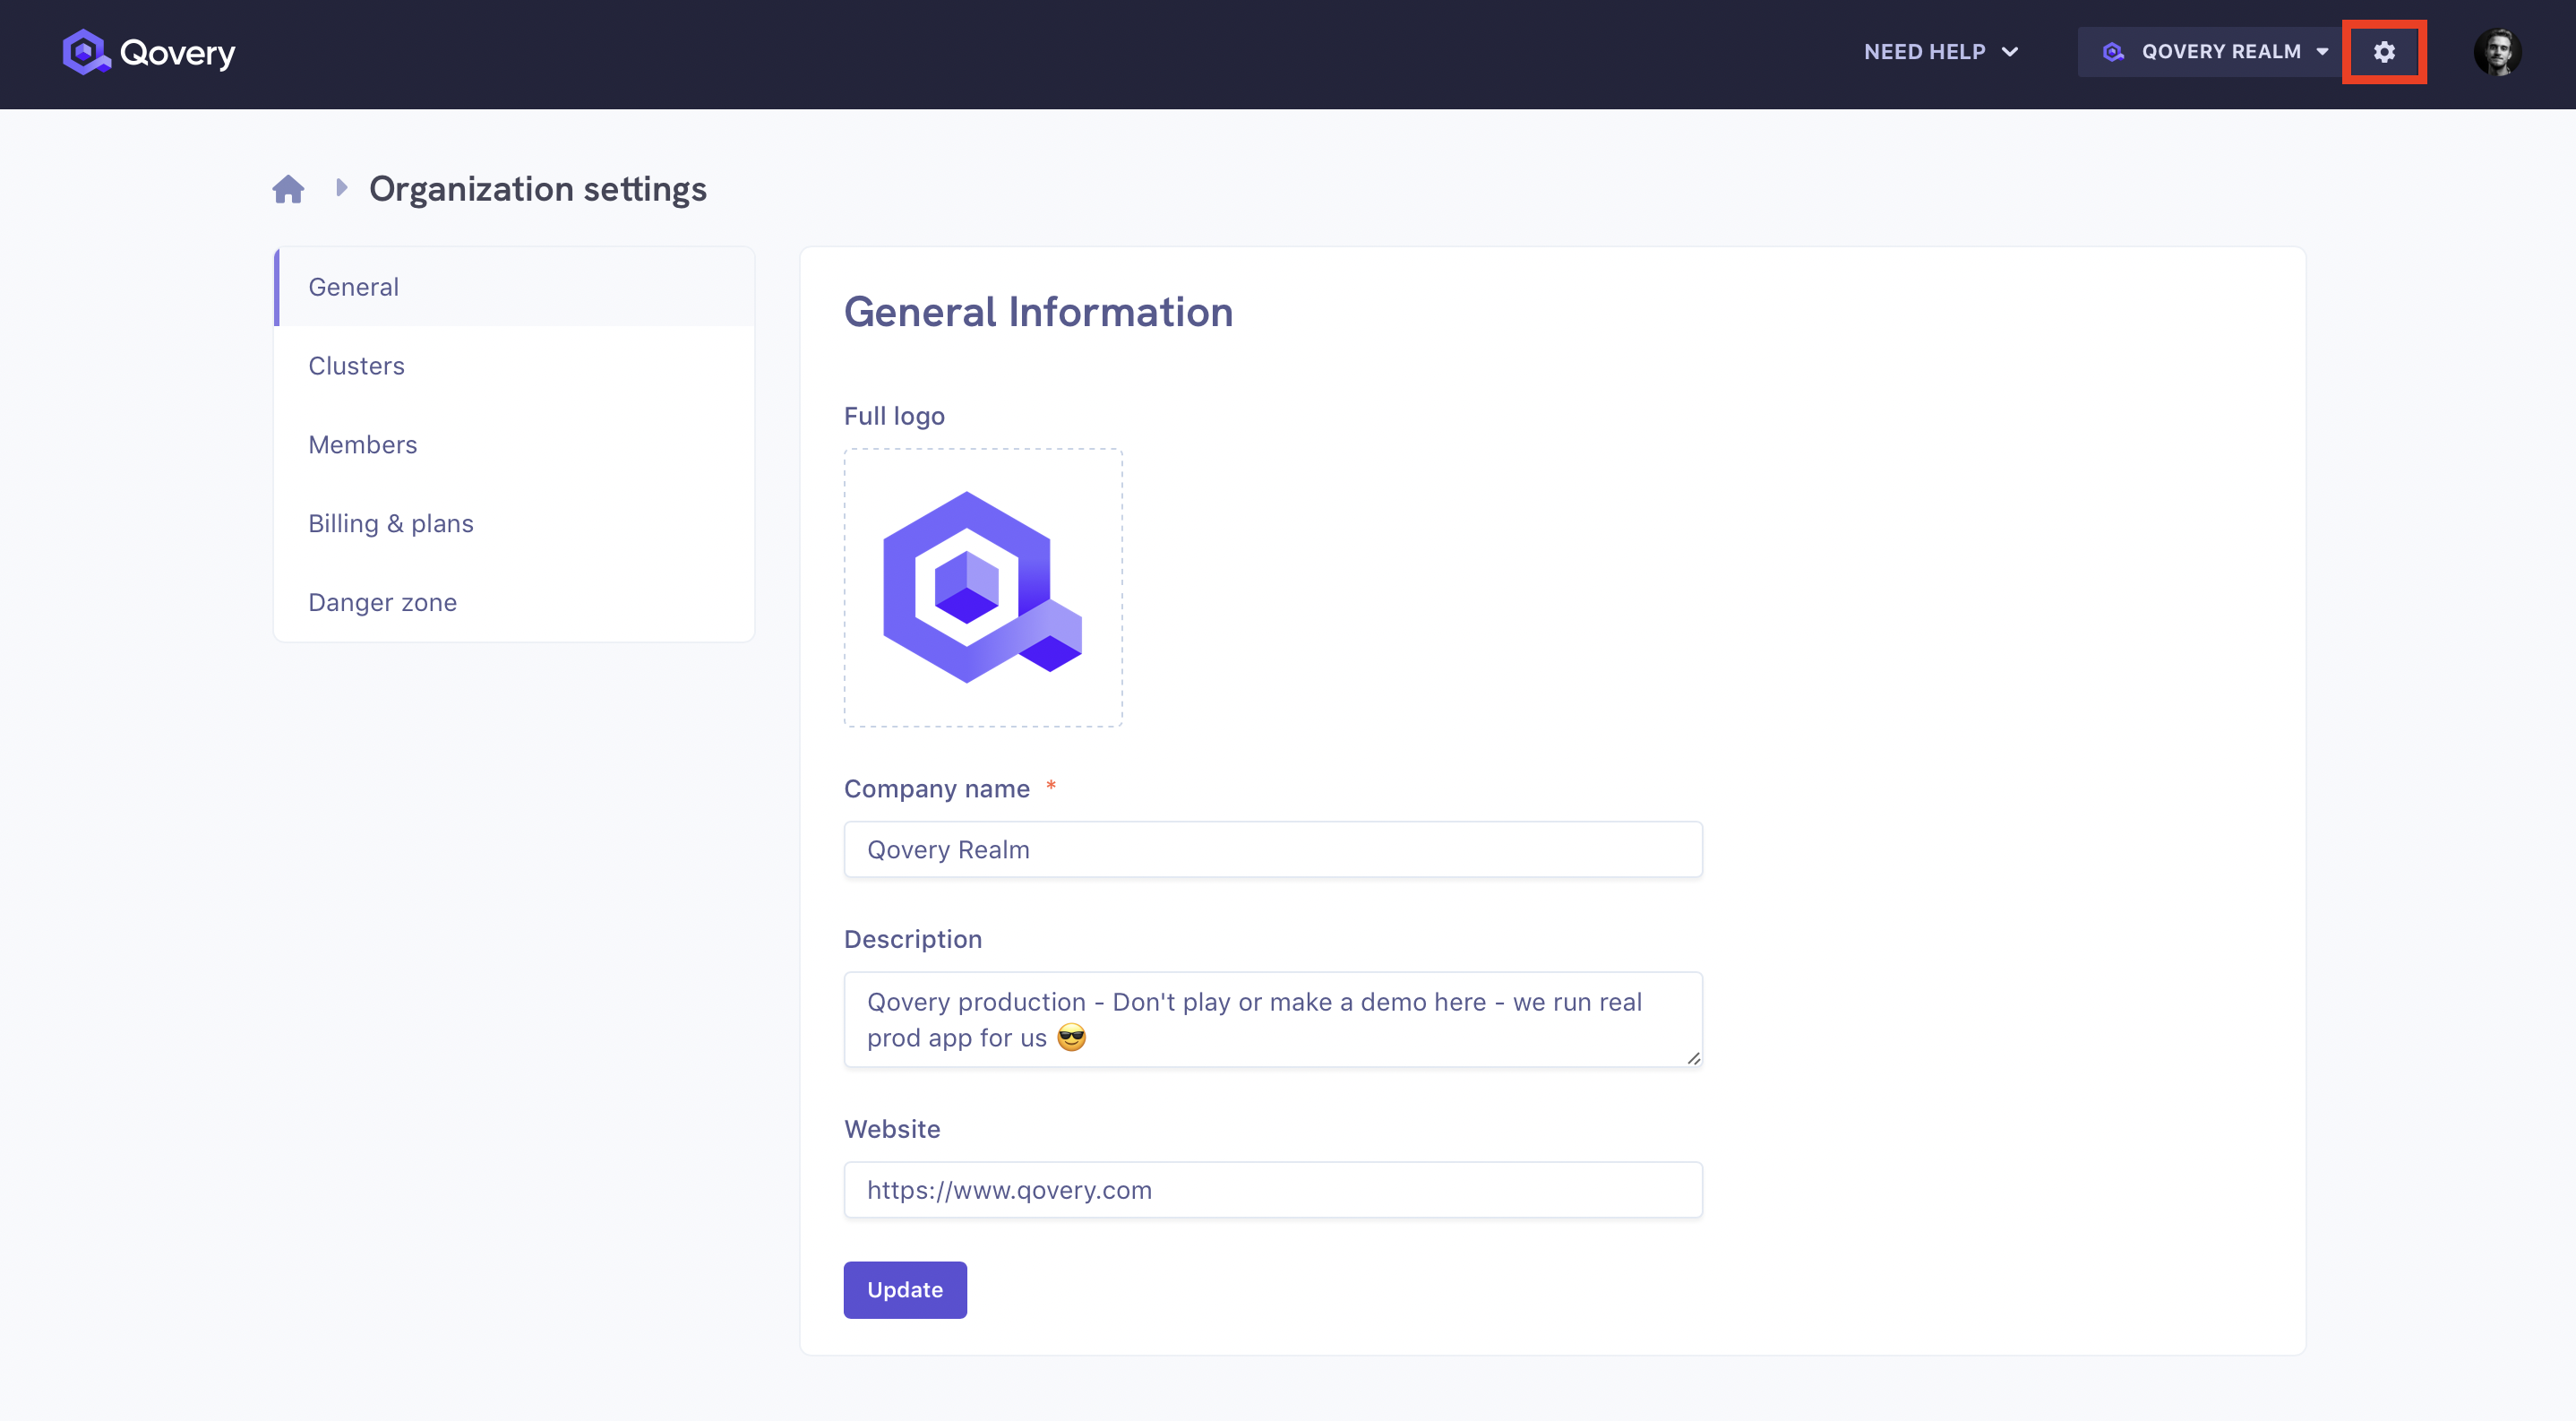 Qovery
NEED HELP
QOVERY REALM
Organization settings
General
Clusters
Members
Billing & plans
Danger zone
General Information
Full logo
Company name *
Qovery Realm
Description
Qovery production - Don't play or make a demo here - we run real
prod app for us 😎
Website
https://www.qovery.com
Update